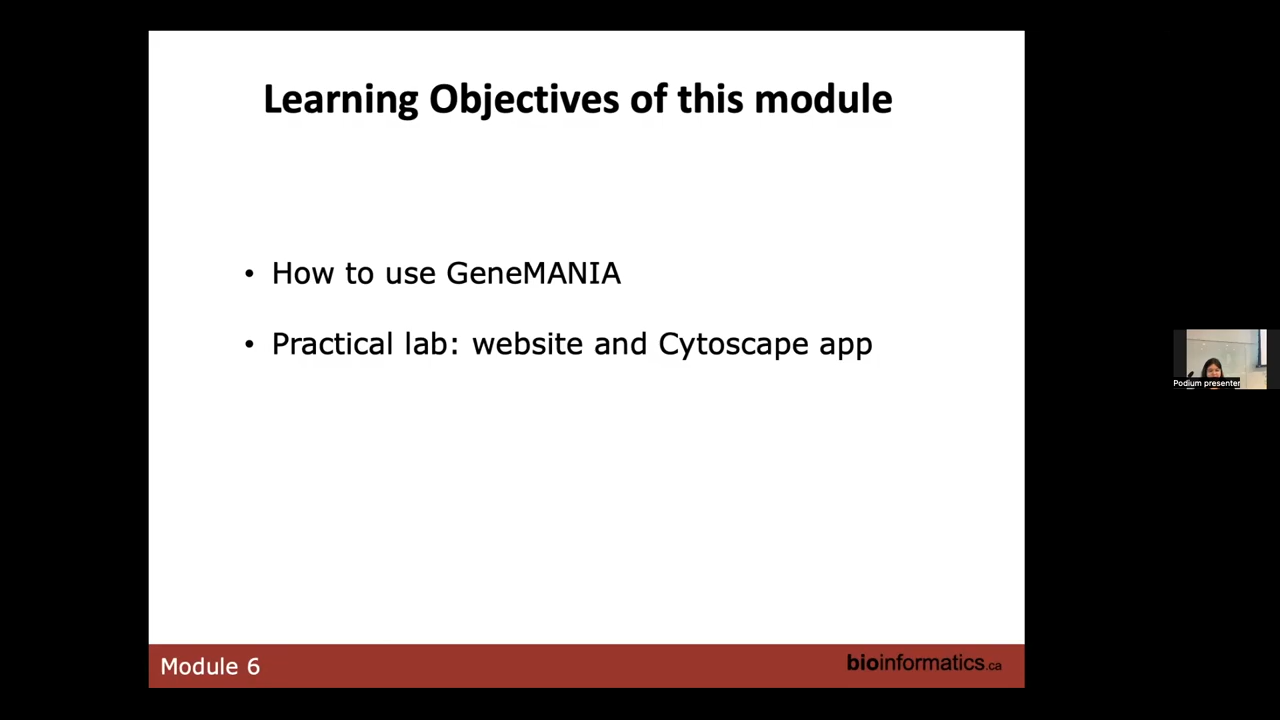 Learning Objectives of this module
• How to use GeneMANIA
• Practical lab: website and Cytoscape app
Podium presenter
Module 6
bioinformatics.ca